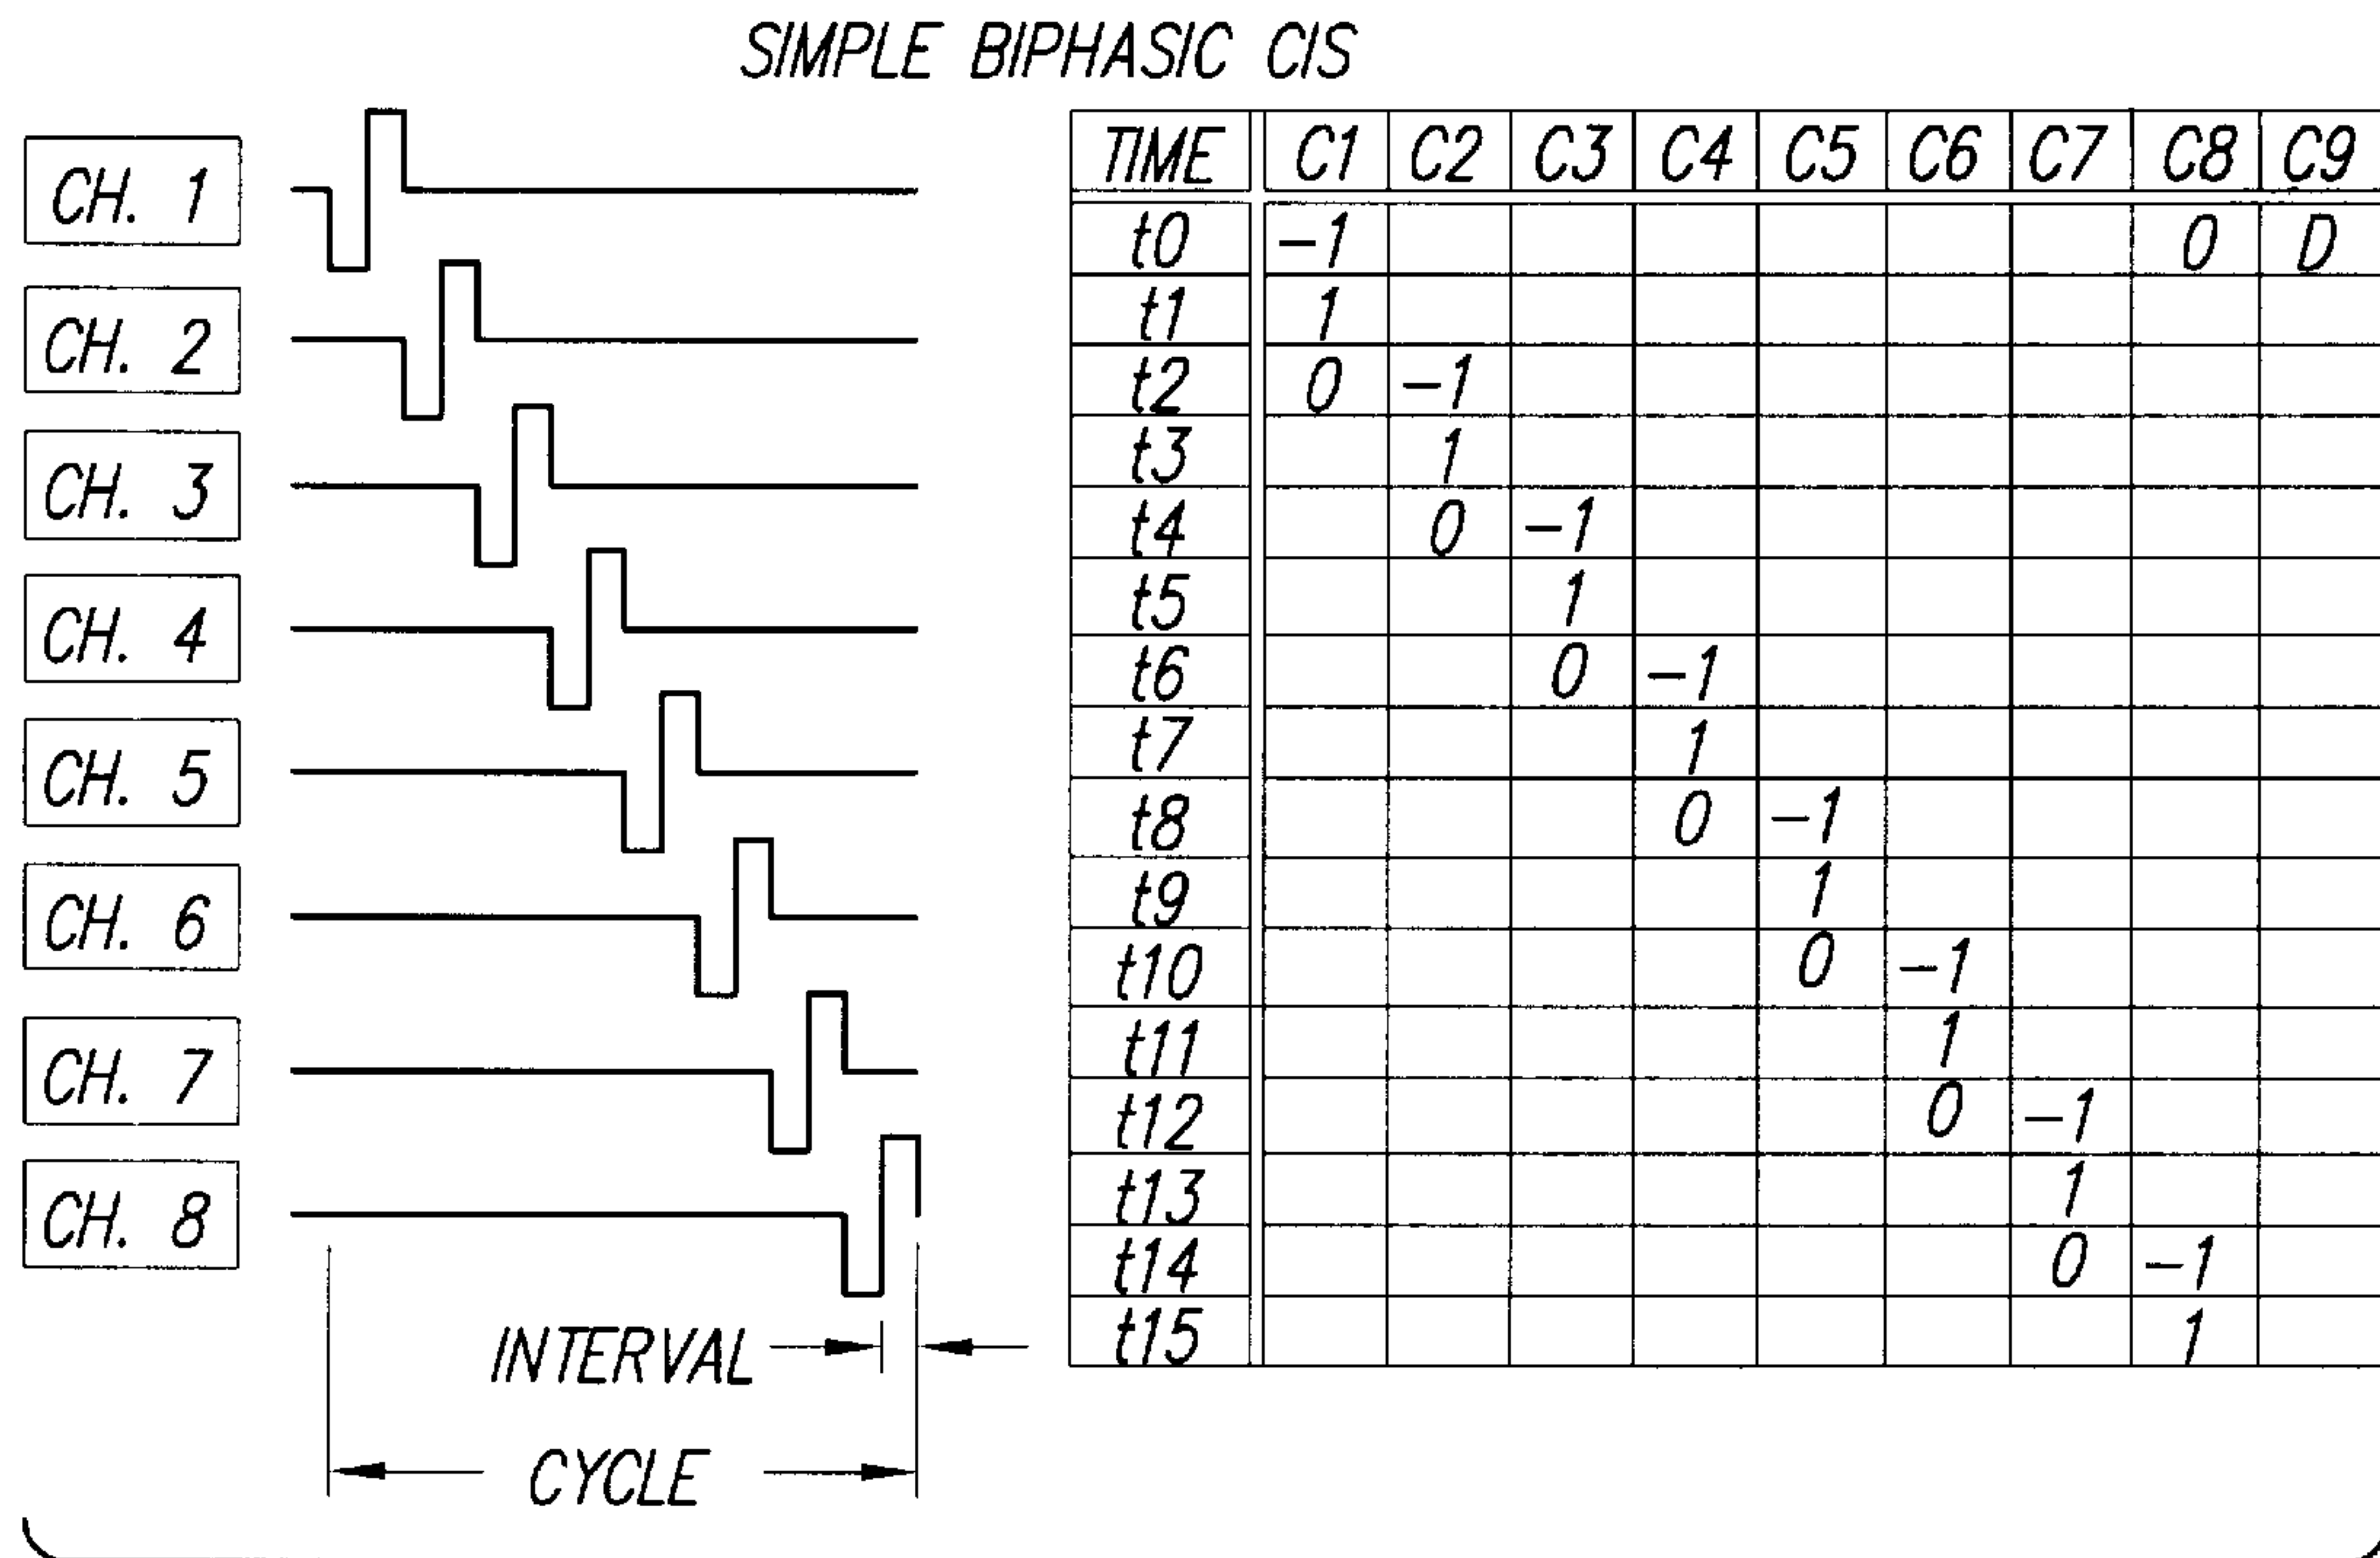 SIMPLE BIPHASIC CIS
CH. 1
CH. 2
CH. 3
CH. 4
CH. 5
CH. 6
CH. 7
CH. 8
INTERVAL
CYCLE
TIME C1 C2 C3 C4 C5 C6 C7 C8 C9
t0 -1 0 D
t1 1
t2 0 -1
t3 1
t4 0 -1
t5 1
t6 0 -1
t7 1
t8 0 -1
t9 1
t10 0 -1
t11 1
t12 0 -1
t13 1
t14 0 -1
t15 1